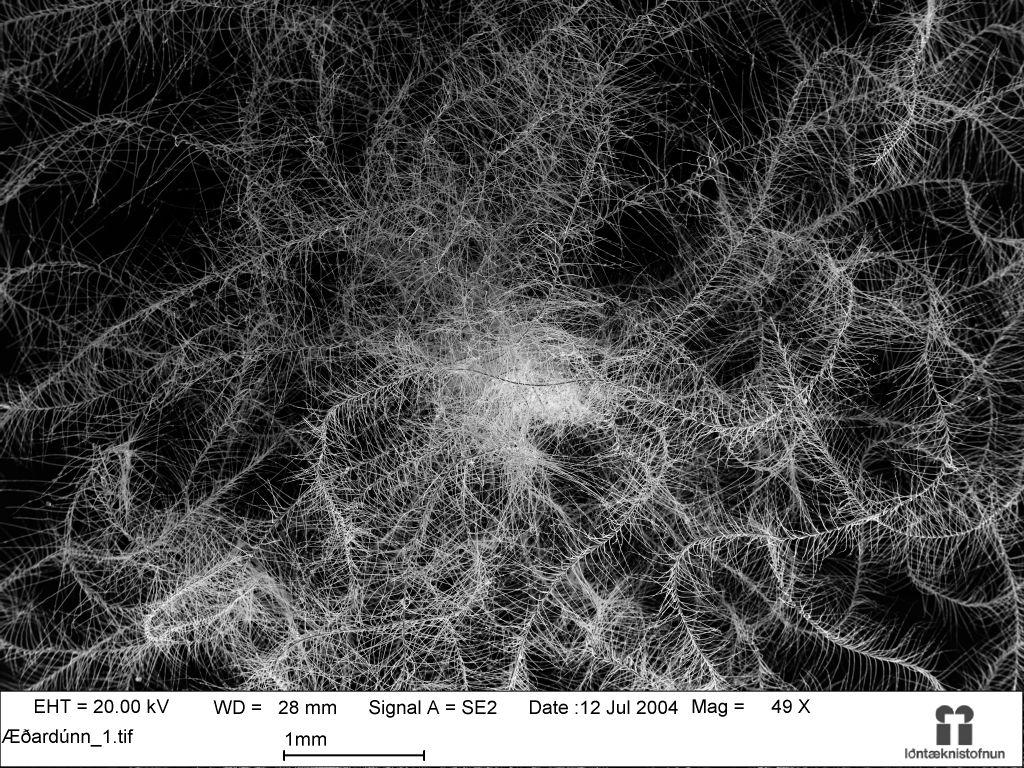 EHT = 20.00 kV WD = 28 mm Signal A = SE2 Date :12 Jul 2004 Mag = 49 X
Æðardúnn_1.tif
1mm
Iðntæknistofnun